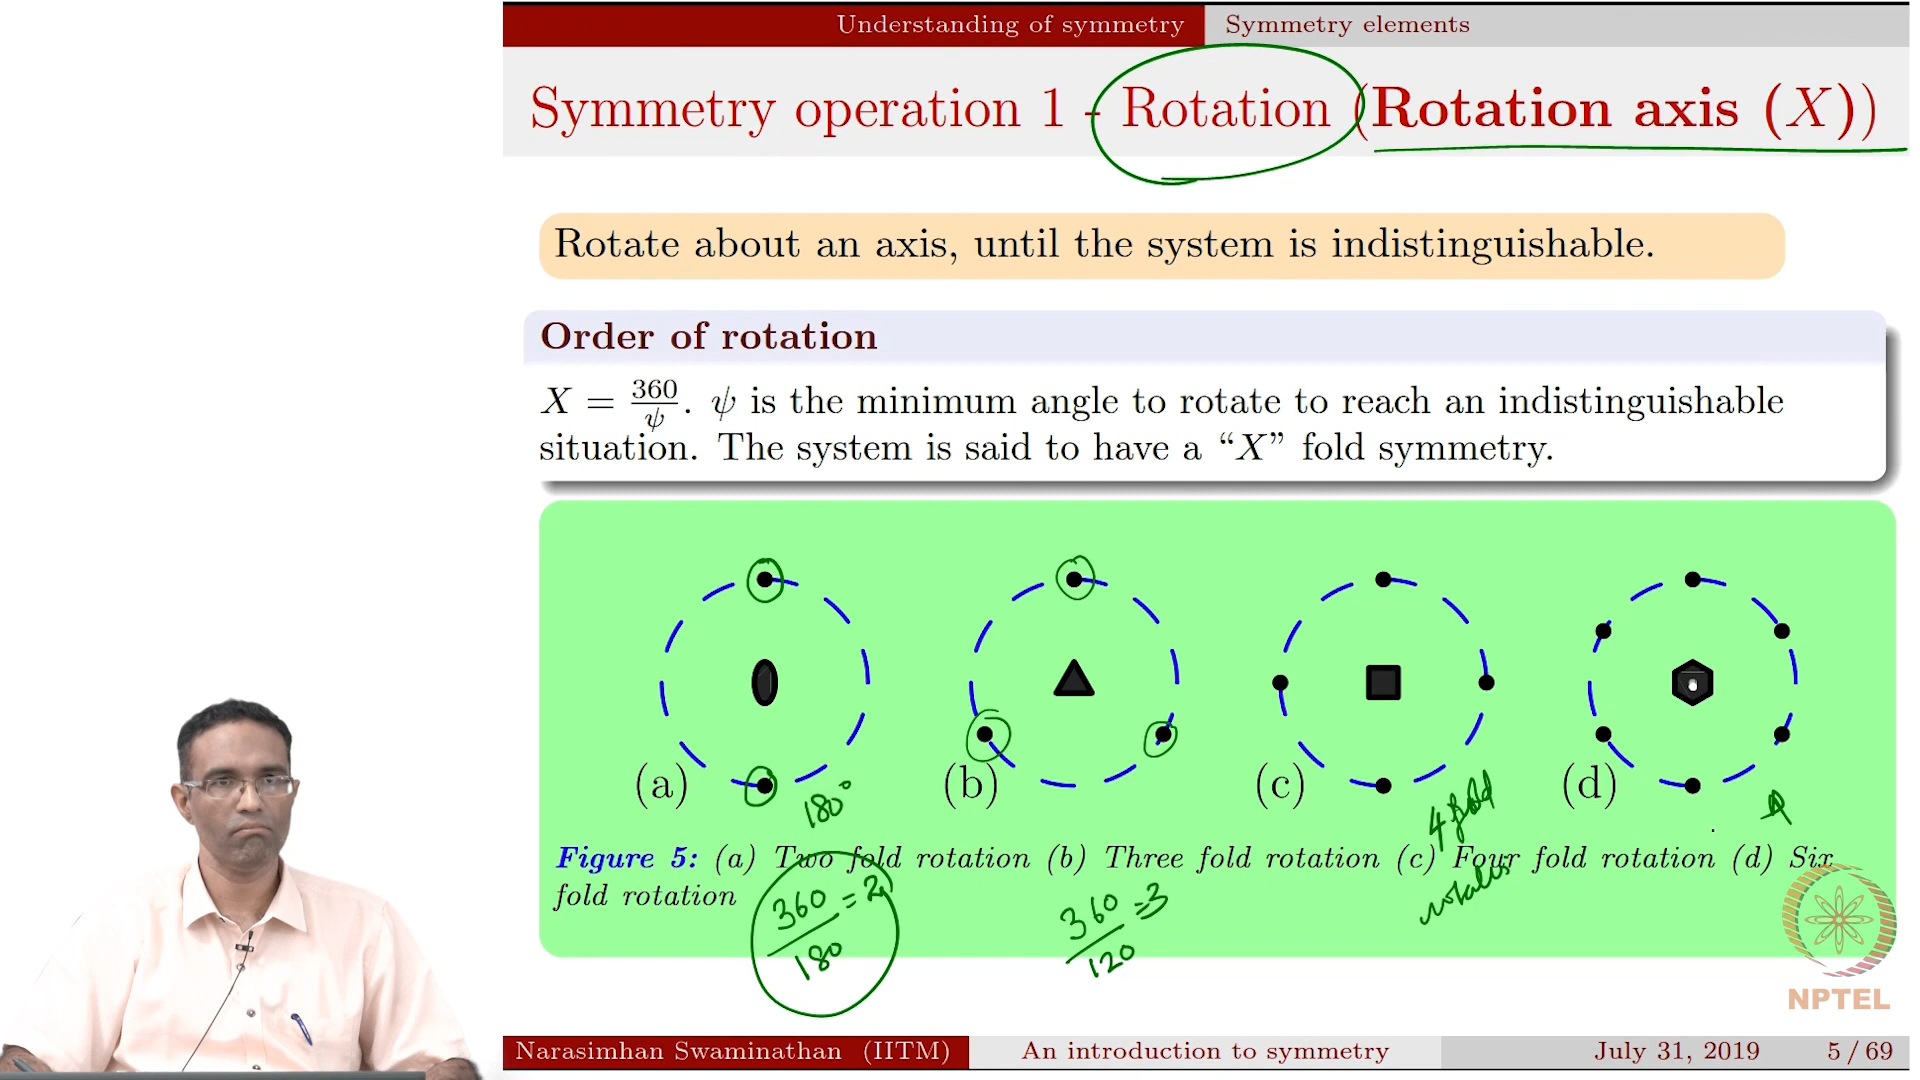 Understanding of symmetry Symmetry elements
Symmetry operation 1 - Rotation (Rotation axis (X))
Rotate about an axis, until the system is indistinguishable.
Order of rotation
X = 360/ψ. ψ is the minimum angle to rotate to reach an indistinguishable
situation. The system is said to have a “X” fold symmetry.
(a) (b) (c) (d)
180°
4 fold
Figure 5: (a) Two fold rotation (b) Three fold rotation (c) Four fold rotation (d) Six
fold rotation
360/180 = 2
360/120 = 3
NPTEL
Narasimhan Swaminathan (IITM) An introduction to symmetry July 31, 2019 5 / 69